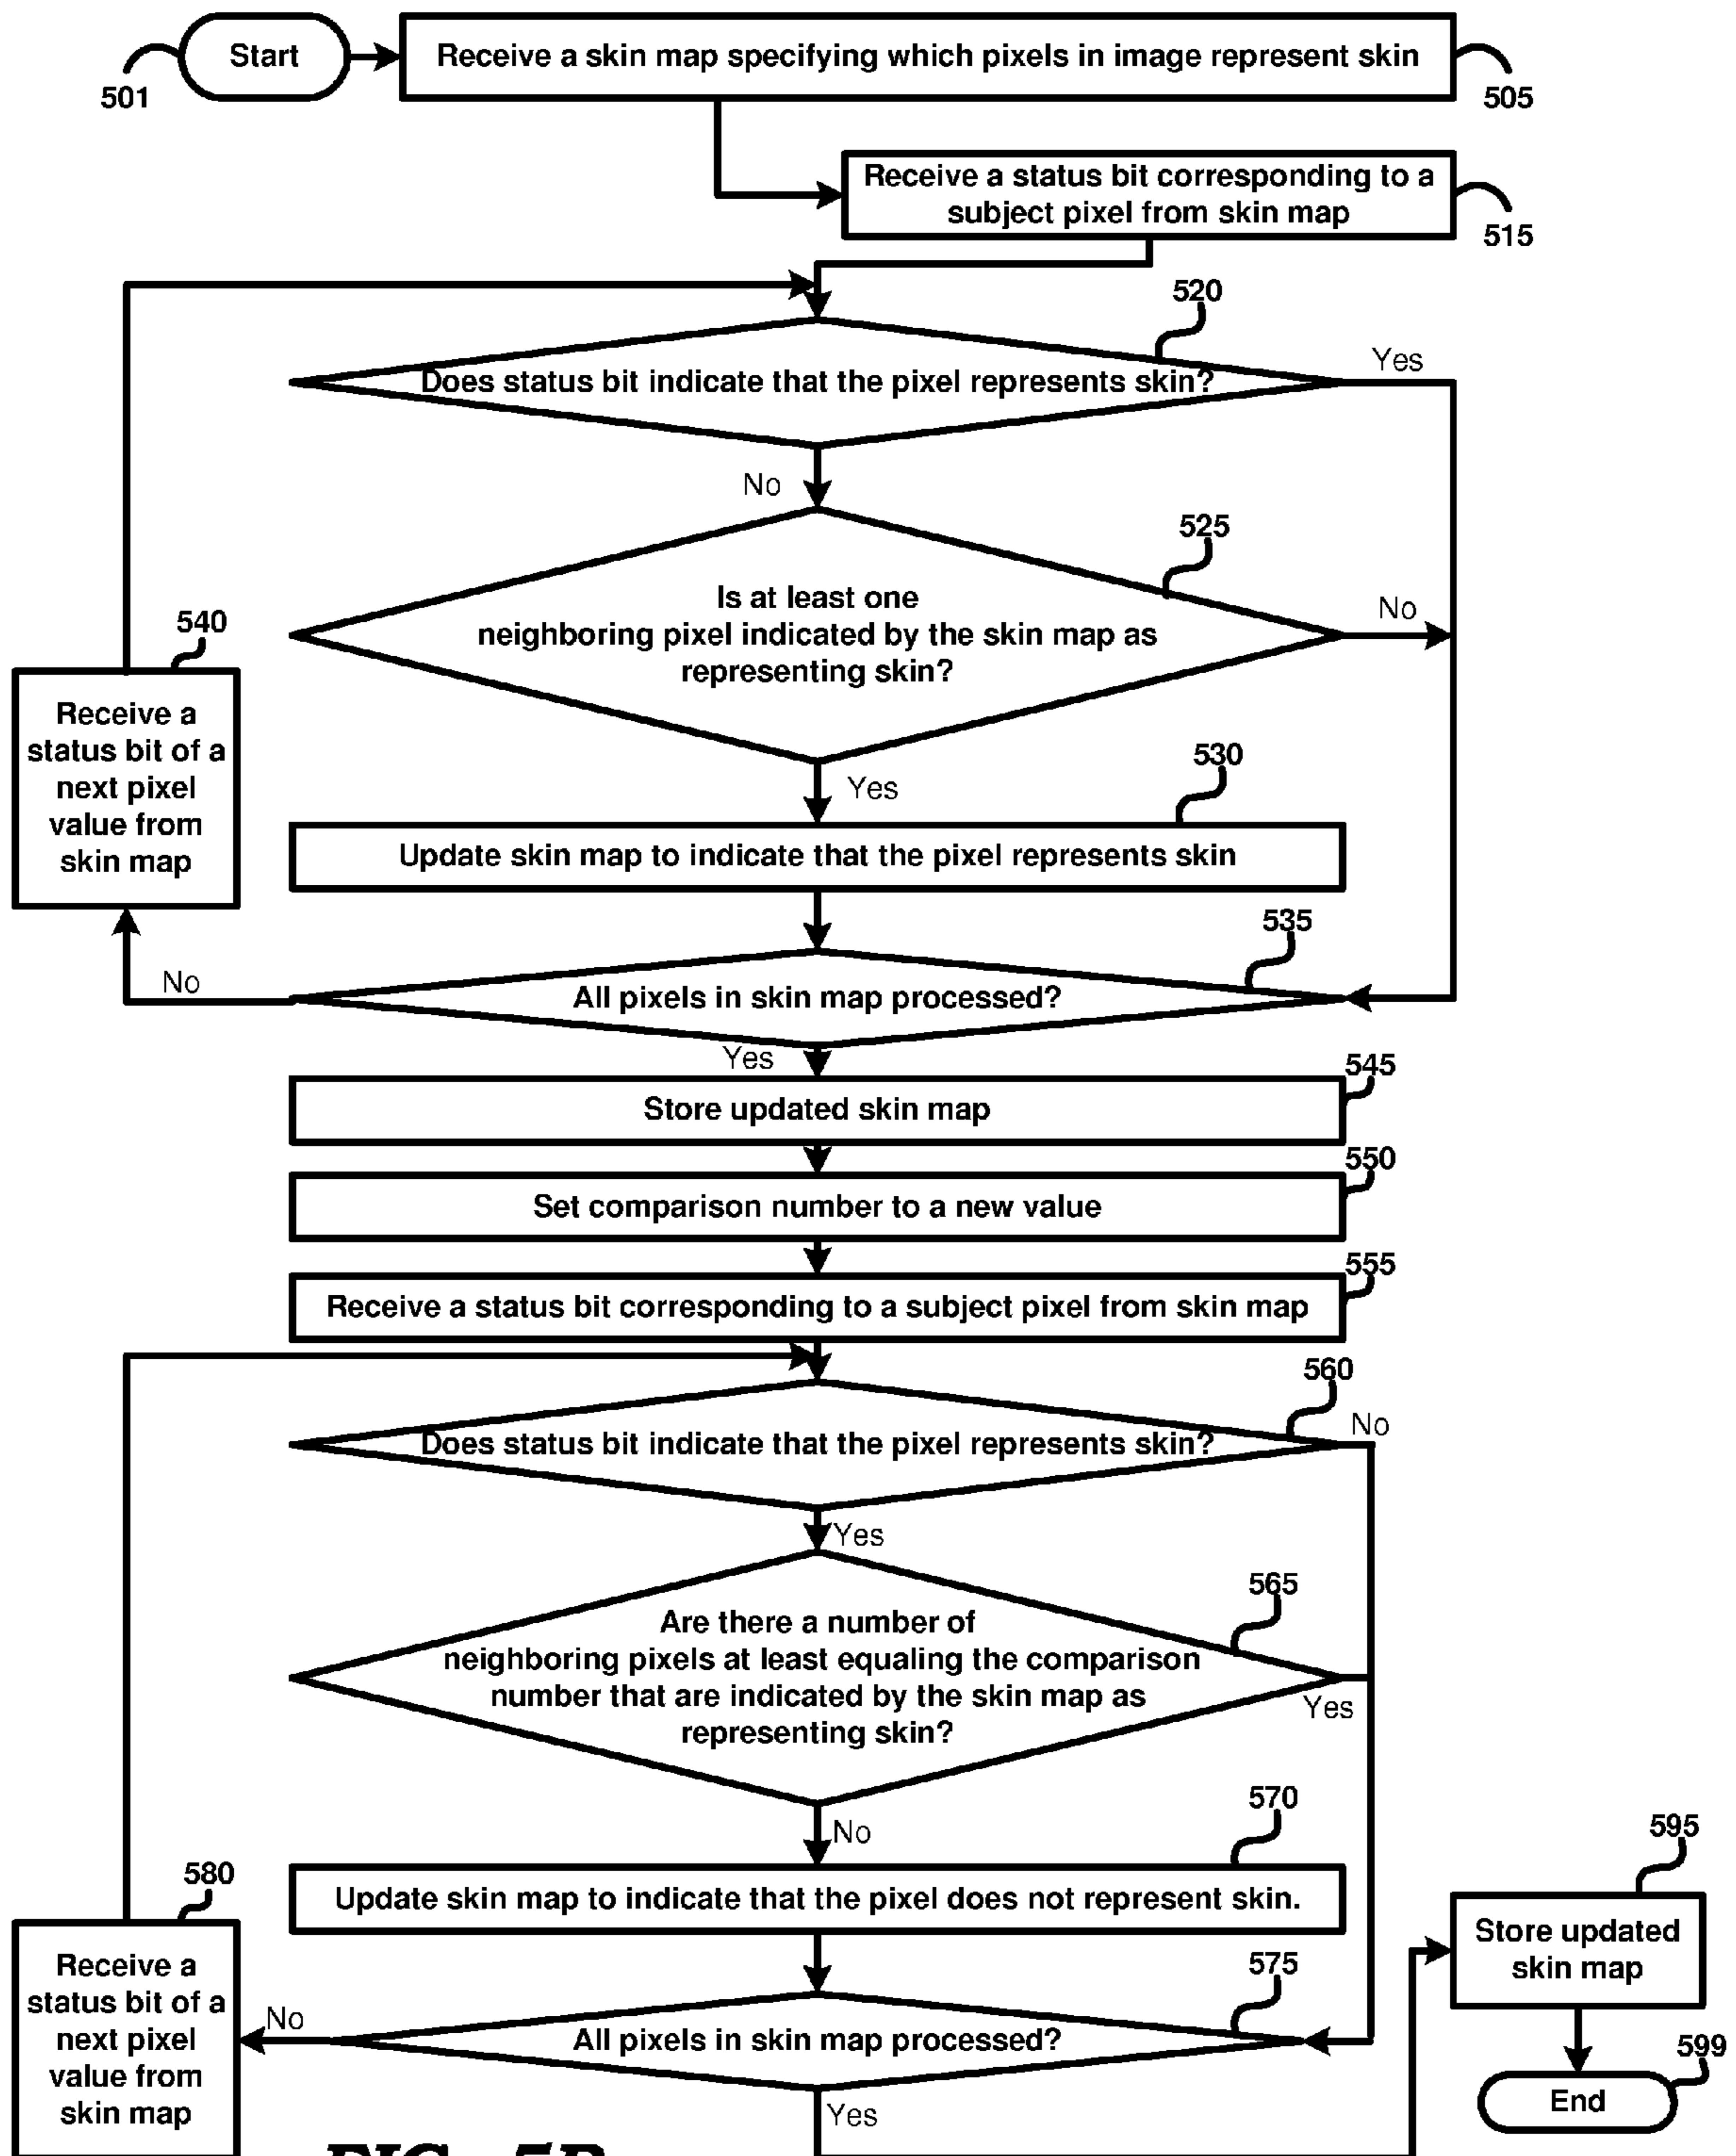 Start
501
Receive a skin map specifying which pixels in image represent skin
505
Receive a status bit corresponding to a
subject pixel from skin map
515
520
Does status bit indicate that the pixel represents skin?
Yes
No
525
Is at least one
neighboring pixel indicated by the skin map as
representing skin?
No
540
Receive a
status bit of a
next pixel
value from
skin map
Yes
530
Update skin map to indicate that the pixel represents skin
535
All pixels in skin map processed?
No
Yes
545
Store updated skin map
550
Set comparison number to a new value
555
Receive a status bit corresponding to a subject pixel from skin map
560
Does status bit indicate that the pixel represents skin?
No
Yes
565
Are there a number of
neighboring pixels at least equaling the comparison
number that are indicated by the skin map as
representing skin?
Yes
No
570
Update skin map to indicate that the pixel does not represent skin.
580
Receive a
status bit of a
next pixel
value from
skin map
575
All pixels in skin map processed?
No
Yes
595
Store updated
skin map
599
End
FIG. 5B